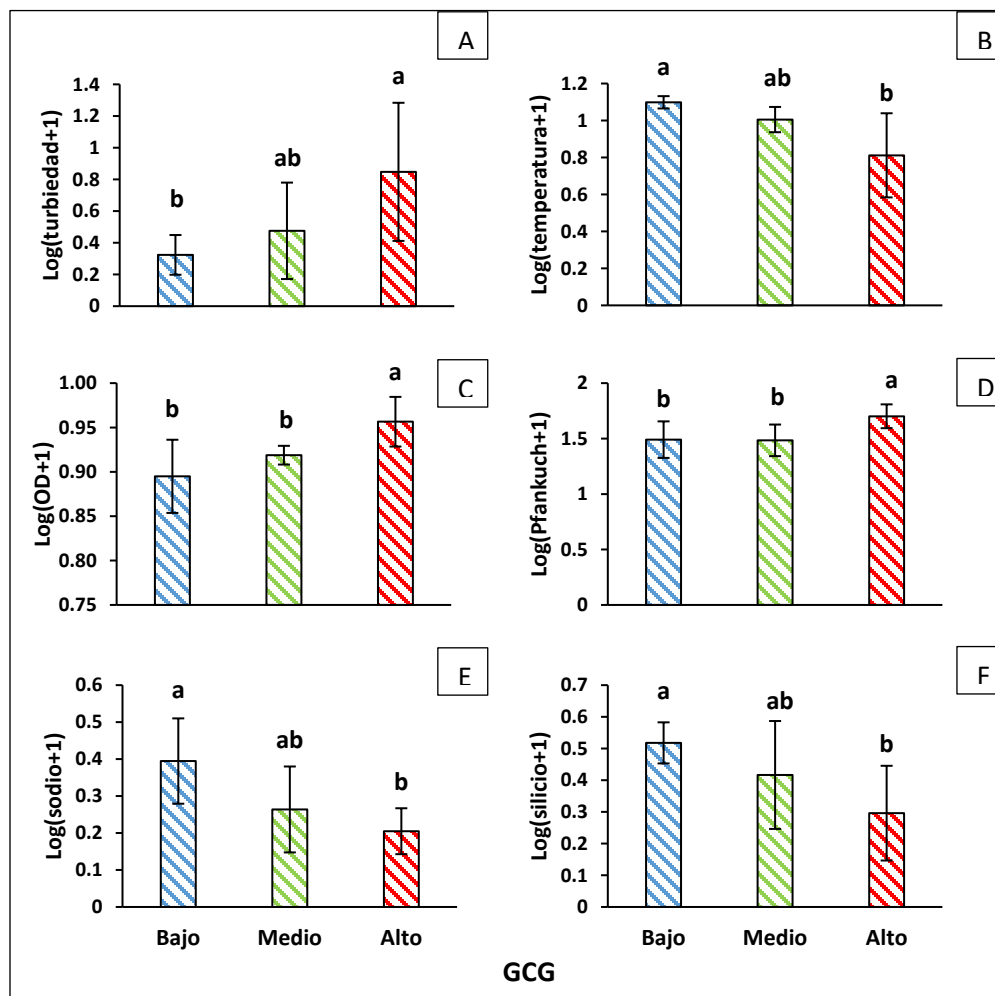 A
Log(turbiedad+1)
1.4
1.2
1
0.8
0.6
0.4
0.2
0
b
ab
a
B
Log(temperatura+1)
1.2
1
0.8
0.6
0.4
0.2
0
a
ab
b
C
Log(OD+1)
1.00
0.95
0.90
0.85
0.80
0.75
b
b
a
D
Log(Pfankuch+1)
2
1.5
1
0.5
0
b
b
a
E
Log(sodio+1)
0.6
0.5
0.4
0.3
0.2
0.1
0
a
ab
b
Bajo Medio Alto
F
Log(silicio+1)
0.7
0.6
0.5
0.4
0.3
0.2
0.1
0
a
ab
b
Bajo Medio Alto
GCG